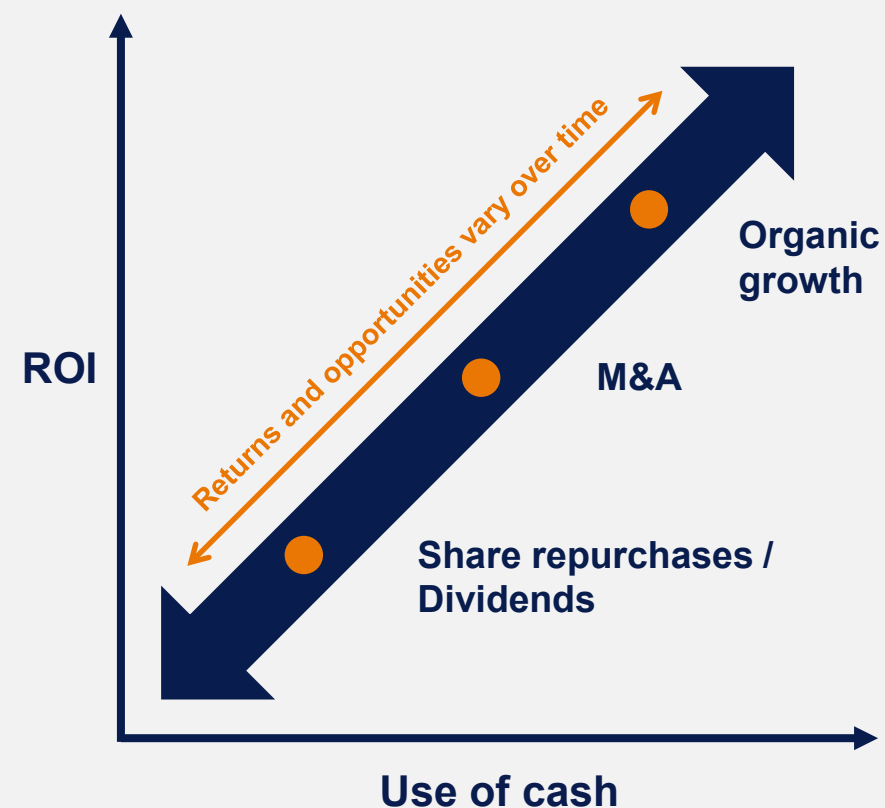 Returns and opportunities vary over time
Organic
growth
ROI
M&A
Share repurchases /
Dividends
Use of cash